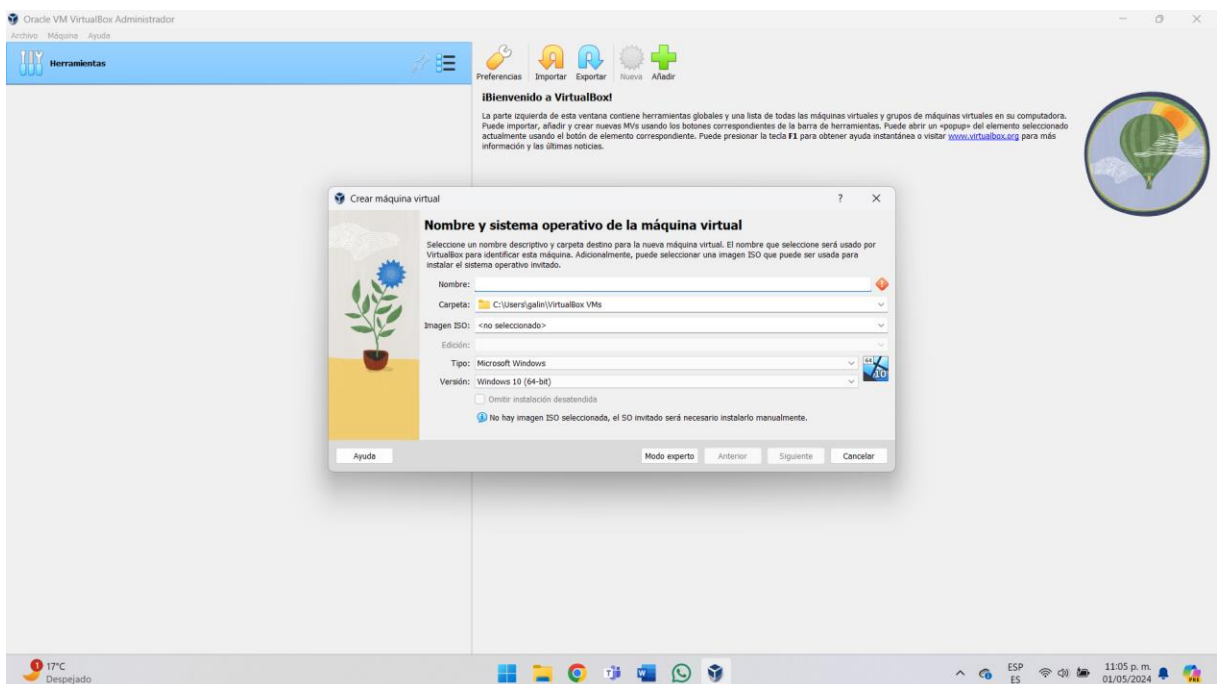 Oracle VM VirtualBox Administrador
Archivo Máquina Ayuda
Herramientas
Preferencias Importar Exportar Nueva Añadir
¡Bienvenido a VirtualBox!
La parte izquierda de esta ventana contiene herramientas globales y una lista de todas las máquinas virtuales y grupos de máquinas virtuales en su computadora.
Puede importar, añadir y crear nuevas MVs usando los botones correspondientes de la barra de herramientas. Puede abrir un «popup» del elemento seleccionado
actualmente usando el botón de elemento correspondiente. Puede presionar la tecla F1 para obtener ayuda instantánea o visitar www.virtualbox.org para más
información y las últimas noticias.
Crear máquina virtual
?
Nombre y sistema operativo de la máquina virtual
Seleccione un nombre descriptivo y carpeta destino para la nueva máquina virtual. El nombre que seleccione será usado por
VirtualBox para identificar esta máquina. Adicionalmente, puede seleccionar una imagen ISO que puede ser usada para
instalar el sistema operativo invitado.
Nombre:
Carpeta: C:\Users\galin\VirtualBox VMs
Imagen ISO: <no seleccionado>
Edición:
Tipo: Microsoft Windows
64
10
Versión: Windows 10 (64-bit)
Omitir instalación desatendida
No hay imagen ISO seleccionada, el SO invitado será necesario instalarlo manualmente.
Ayuda Modo experto Anterior Siguiente Cancelar
1
17°C
Despejado
ESP
ES
11:05 p. m.
01/05/2024
PRE